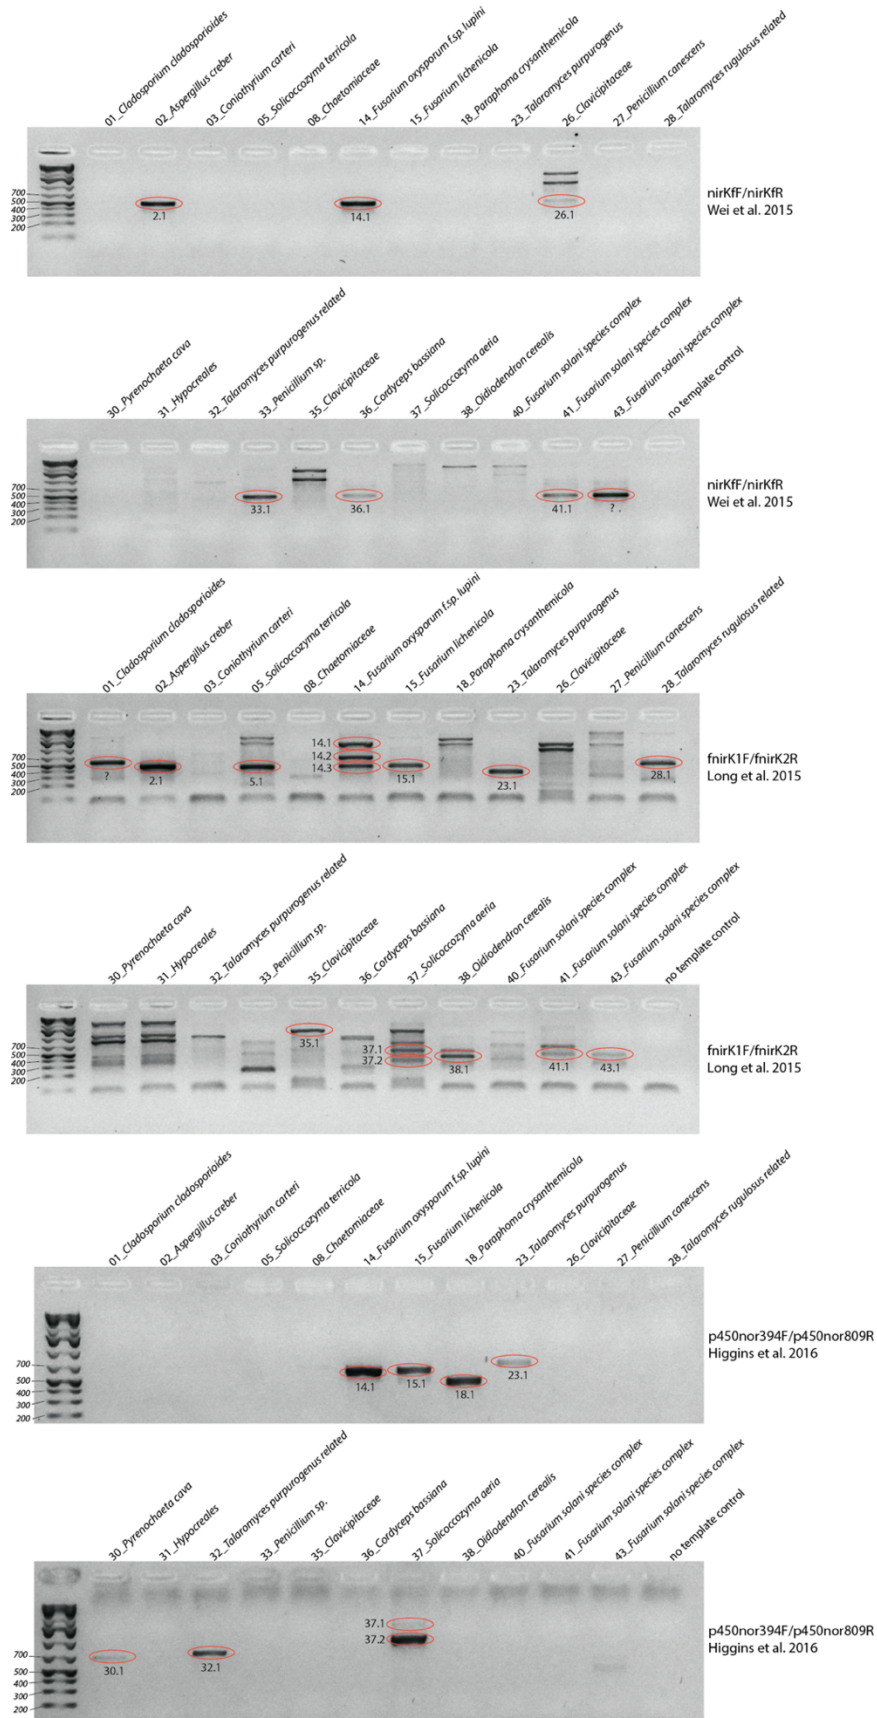 01_Cladosporium cladosporioides
02_Aspergillus creber
03_Coniothyrium carteri
05_Solicoccozyma terricola
08_Chaetomiaceae
14_Fusarium oxysporum f.sp. lupini
15_Fusarium lichenicola
18_Paraphoma crysanthemicola
23_Talaromyces purpurogenus
26_Clavicipitaceae
27_Penicillium canescens
28_Talaromyces rugulosus related
700
500
400
300
200
2.1
14.1
26.1
nirKfF/nirKfR
Wei et al. 2015
30_Pyrenochaeta cava
31_Hypocreales
32_Talaromyces purpurogenus related
33_Penicillium sp.
35_Clavicipitaceae
36_Cordyceps bassiana
37_Solicoccozyma aeria
38_Oidiodendron cerealis
40_Fusarium solani species complex
41_Fusarium solani species complex
43_Fusarium solani species complex
no template control
700
500
400
300
200
33.1
36.1
41.1
?
nirKfF/nirKfR
Wei et al. 2015
01_Cladosporium cladosporioides
02_Aspergillus creber
03_Coniothyrium carteri
05_Solicoccozyma terricola
08_Chaetomiaceae
14_Fusarium oxysporum f.sp. lupini
15_Fusarium lichenicola
18_Paraphoma crysanthemicola
23_Talaromyces purpurogenus
26_Clavicipitaceae
27_Penicillium canescens
28_Talaromyces rugulosus related
700
500
400
300
200
?
2.1
5.1
14.1
14.2
14.3
15.1
23.1
28.1
fnirK1F/fnirK2R
Long et al. 2015
30_Pyrenochaeta cava
31_Hypocreales
32_Talaromyces purpurogenus related
33_Penicillium sp.
35_Clavicipitaceae
36_Cordyceps bassiana
37_Solicoccozyma aeria
38_Oidiodendron cerealis
40_Fusarium solani species complex
41_Fusarium solani species complex
43_Fusarium solani species complex
no template control
700
500
400
300
200
35.1
37.1
37.2
38.1
41.1
43.1
fnirK1F/fnirK2R
Long et al. 2015
01_Cladosporium cladosporioides
02_Aspergillus creber
03_Coniothyrium carteri
05_Solicoccozyma terricola
08_Chaetomiaceae
14_Fusarium oxysporum f.sp. lupini
15_Fusarium lichenicola
18_Paraphoma crysanthemicola
23_Talaromyces purpurogenus
26_Clavicipitaceae
27_Penicillium canescens
28_Talaromyces rugulosus related
700
500
400
300
200
14.1
15.1
18.1
23.1
p450nor394F/p450nor809R
Higgins et al. 2016
30_Pyrenochaeta cava
31_Hypocreales
32_Talaromyces purpurogenus related
33_Penicillium sp.
35_Clavicipitaceae
36_Cordyceps bassiana
37_Solicoccozyma aeria
38_Oidiodendron cerealis
40_Fusarium solani species complex
41_Fusarium solani species complex
43_Fusarium solani species complex
no template control
700
500
400
300
200
30.1
32.1
37.1
37.2
p450nor394F/p450nor809R
Higgins et al. 2016